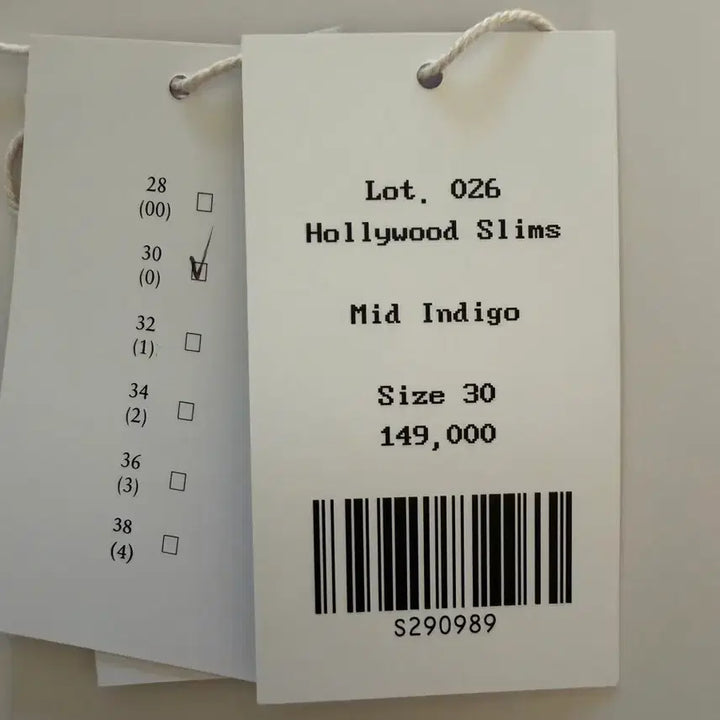 28
(00)
30
(0)
32
(1)
34
(2)
36
(3)
38
(4)
Lot. 026
Hollywood Slims
Mid Indigo
Size 30
149,000
S290989